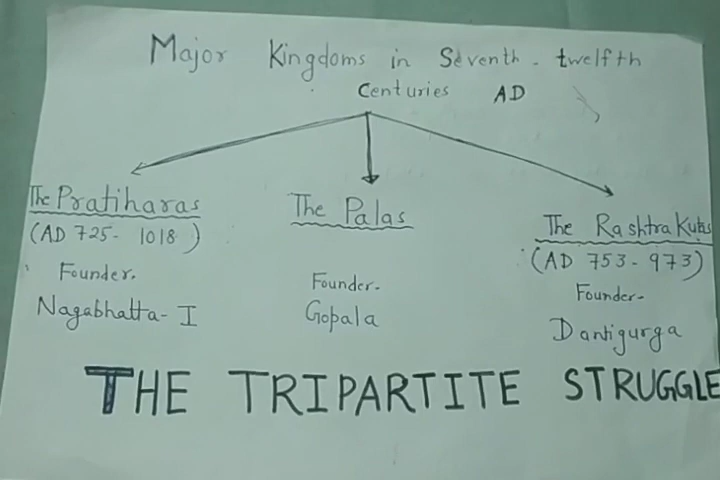 Major Kingdoms in Seventh - twelfth
Centuries AD
The Pratiharas
(AD 725- 1018)
Founder.
Nagabhatta- I
The Palas
Founder-
Gopala
The RashtraKutas
(AD 753-973)
Founder-
Dantigurga
THE TRIPARTITE STRUGGLE